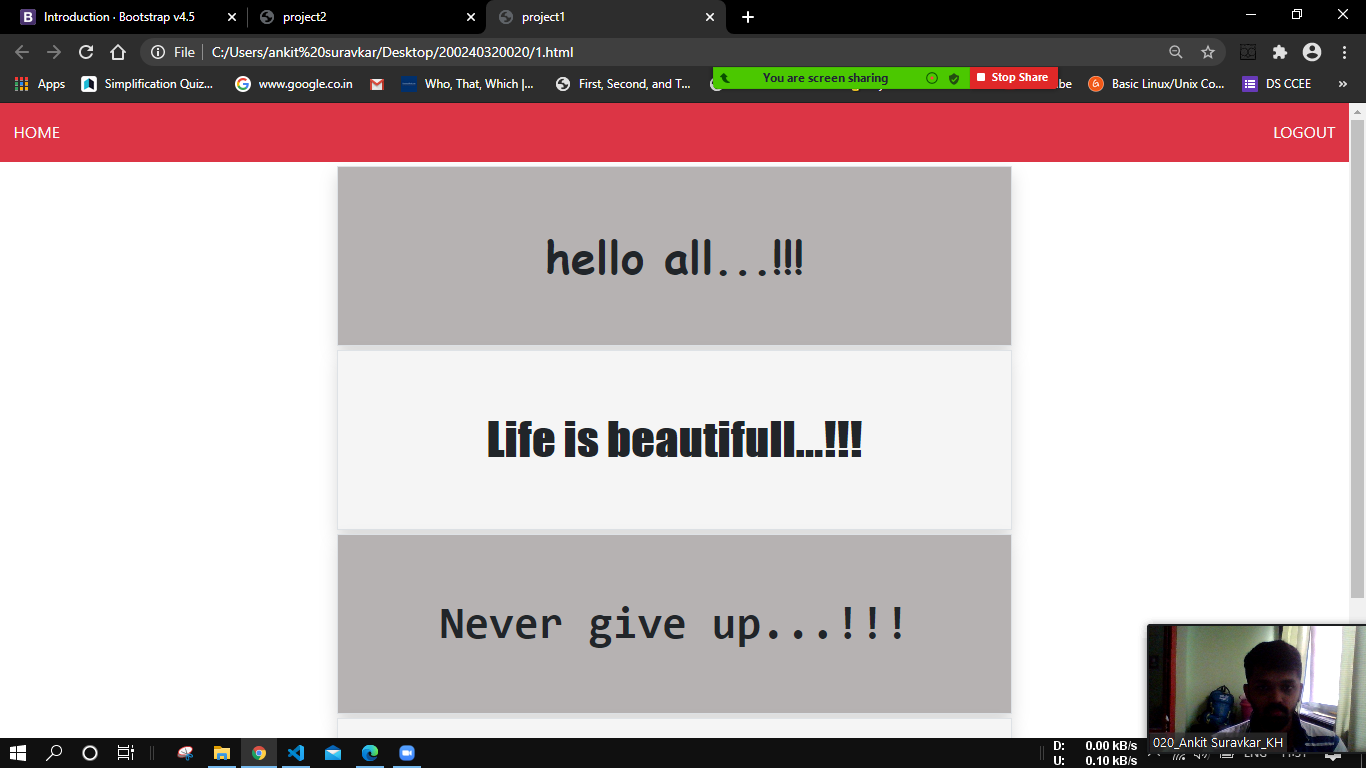 Introduction · Bootstrap v4.5
project2
project1
File
C:/Users/ankit%20suravkar/Desktop/200240320020/1.html
Apps
Simplification Quiz...
www.google.co.in
Who, That, Which |...
First, Second, and T...
You are screen sharing
Stop Share
be
Basic Linux/Unix Co...
DS CCEE
»
HOME
LOGOUT
hello all...!!!
Life is beautifull...!!!
Never give up...!!!
020_Ankit Suravkar_KH
D: 0.00 kB/s
U: 0.10 kB/s
ENG